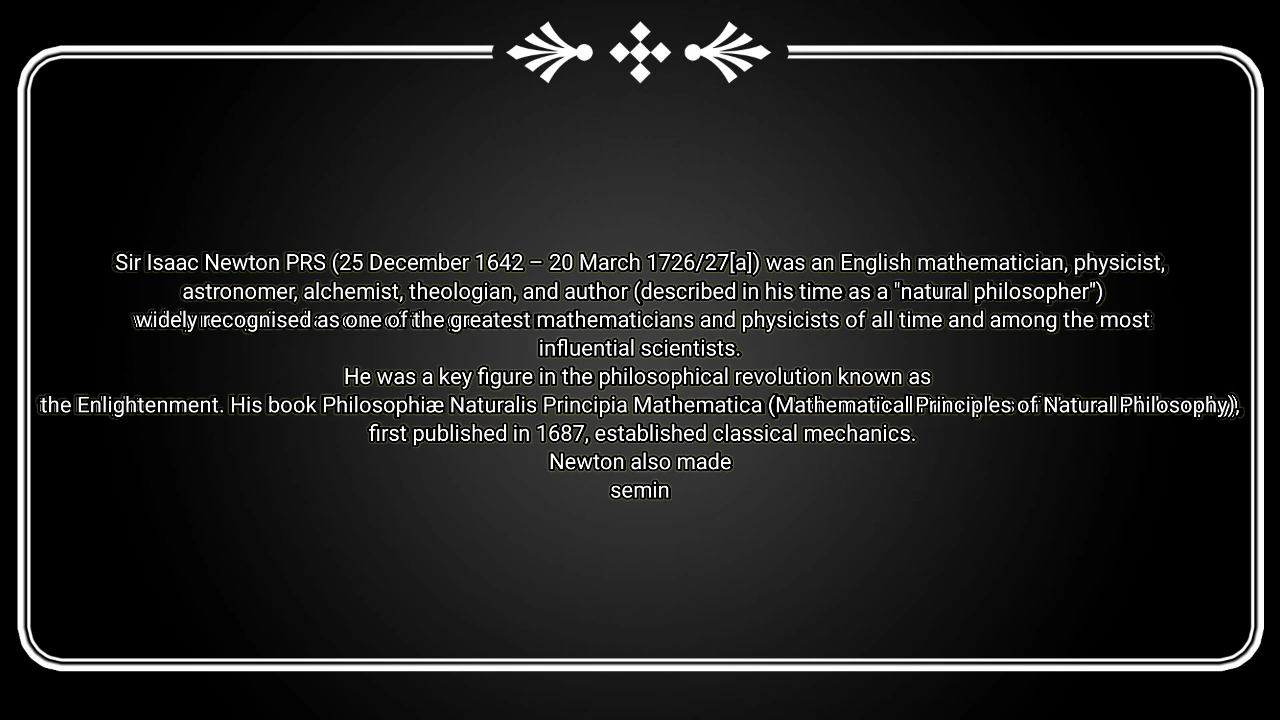 Sir Isaac Newton PRS (25 December 1642 – 20 March 1726/27[a]) was an English mathematician, physicist,
astronomer, alchemist, theologian, and author (described in his time as a "natural philosopher")
widely recognised as one of the greatest mathematicians and physicists of all time and among the most
influential scientists.
He was a key figure in the philosophical revolution known as
the Enlightenment. His book Philosophiæ Naturalis Principia Mathematica (Mathematical Principles of Natural Philosophy),
first published in 1687, established classical mechanics.
Newton also made
semin